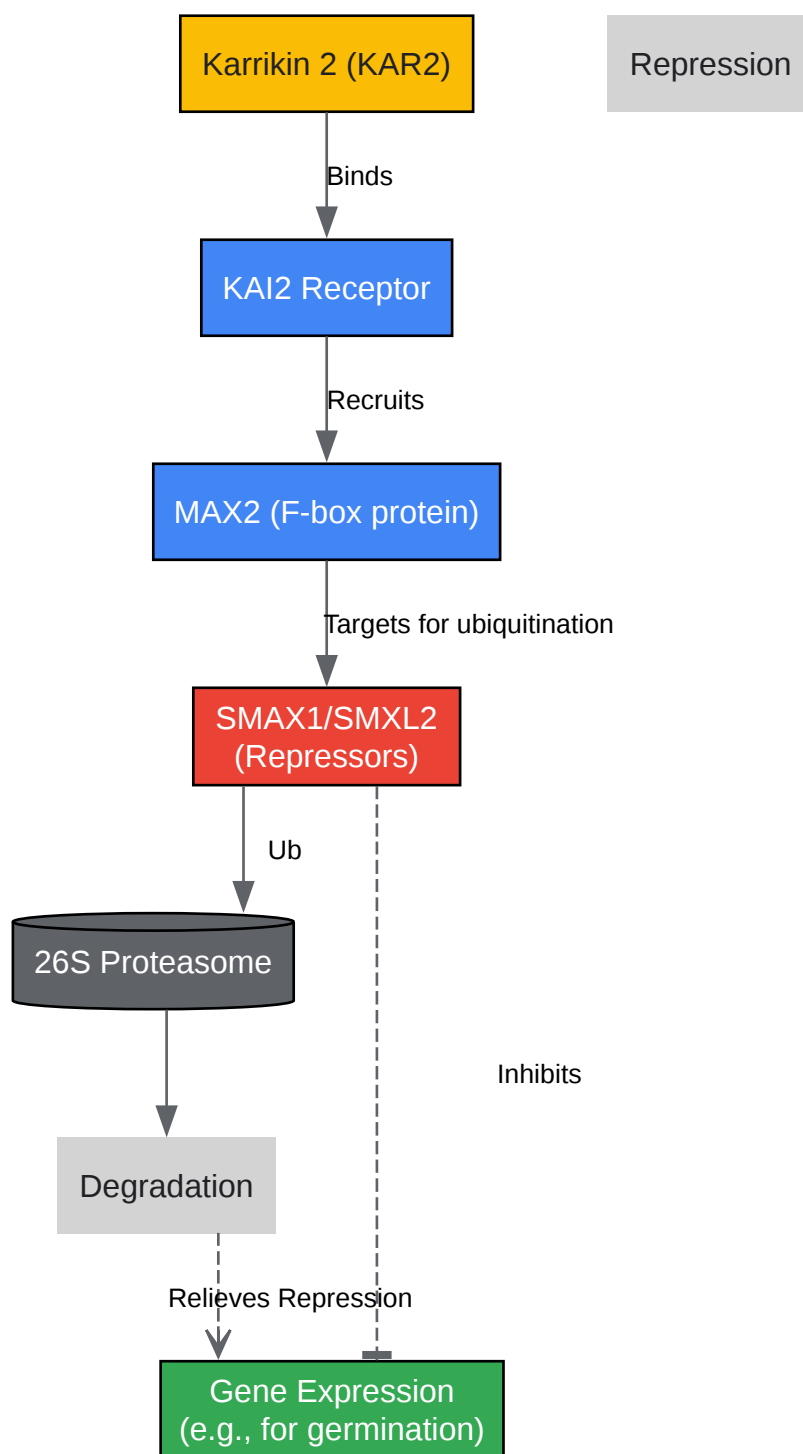 Karrikin 2 (KAR2)
Repression
Binds
KAI2 Receptor
Recruits
MAX2 (F-box protein)
Targets for ubiquitination
SMAX1/SMXL2
(Repressors)
Ub
26S Proteasome
Inhibits
Degradation
Relieves Repression
Gene Expression
(e.g., for germination)